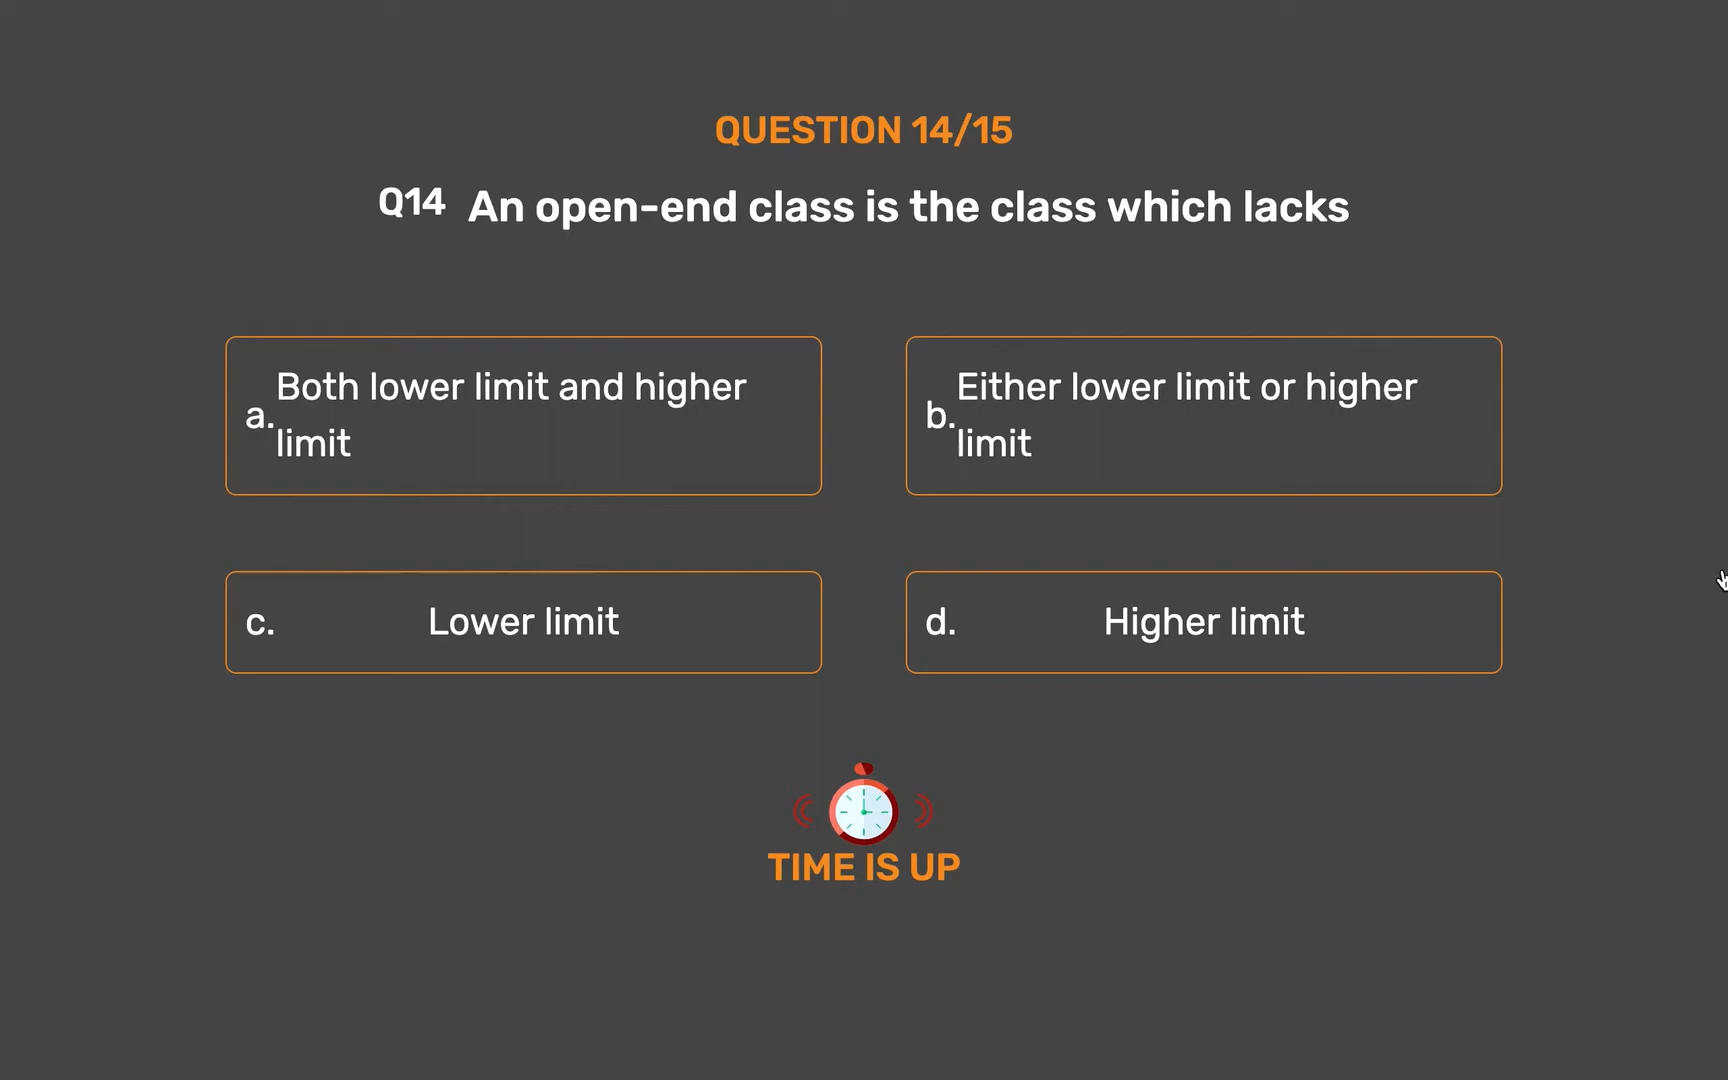 QUESTION 14/15
Q14 An open-end class is the class which lacks
a. Both lower limit and higher
limit
b. Either lower limit or higher
limit
c. Lower limit
d. Higher limit
TIME IS UP